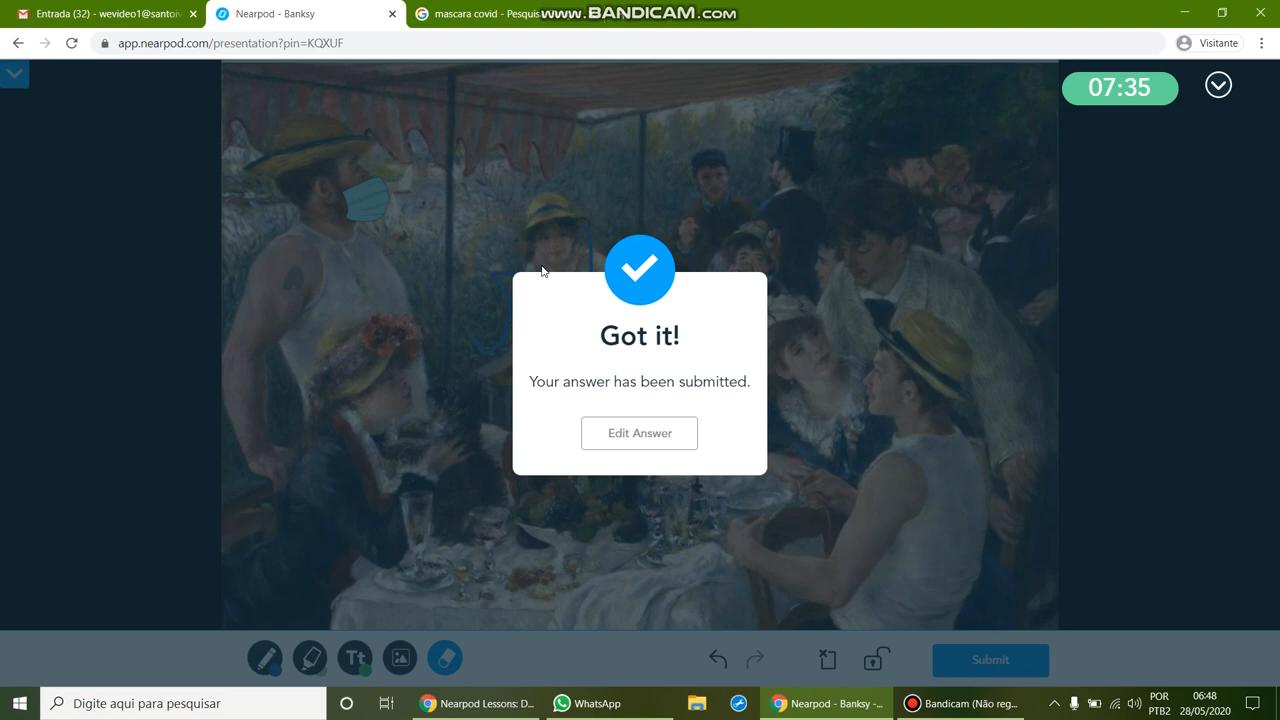 Entrada (32) - wevideo1@santoiv
Nearpod - Banksy
mascara covid - Pesquis
www.BANDICAM.com
app.nearpod.com/presentation?pin=KQXUF
Visitante
07:35
Got it!
Your answer has been submitted.
Edit Answer
Tt
Submit
Digite aqui para pesquisar
Nearpod Lessons: D...
WhatsApp
Nearpod - Banksy -...
Bandicam (Não reg...
POR
PTB2
06:48
28/05/2020